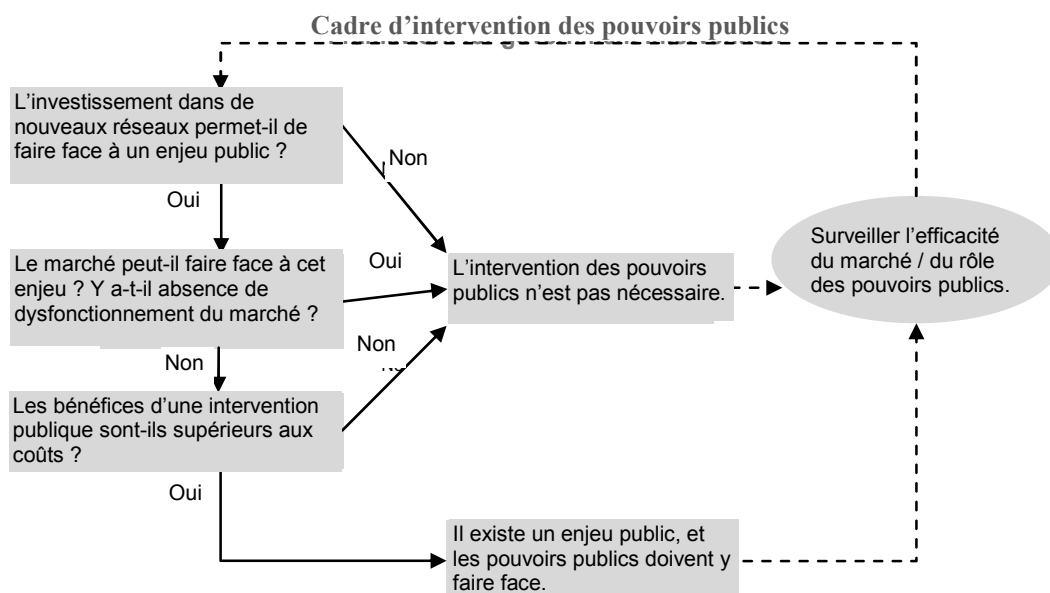 Cadre d’intervention des pouvoirs publics
L’investissement dans de
nouveaux réseaux permet-il de
faire face à un enjeu public ?
Non
Oui
Le marché peut-il faire face à cet
enjeu ? Y a-t-il absence de
dysfonctionnement du marché ?
Oui
L’intervention des pouvoirs
publics n’est pas nécessaire.
Surveiller l’efficacité
du marché / du rôle
des pouvoirs publics.
Non
Non
Les bénéfices d’une intervention
publique sont-ils supérieurs aux
coûts ?
Oui
Il existe un enjeu public, et
les pouvoirs publics doivent y
faire face.